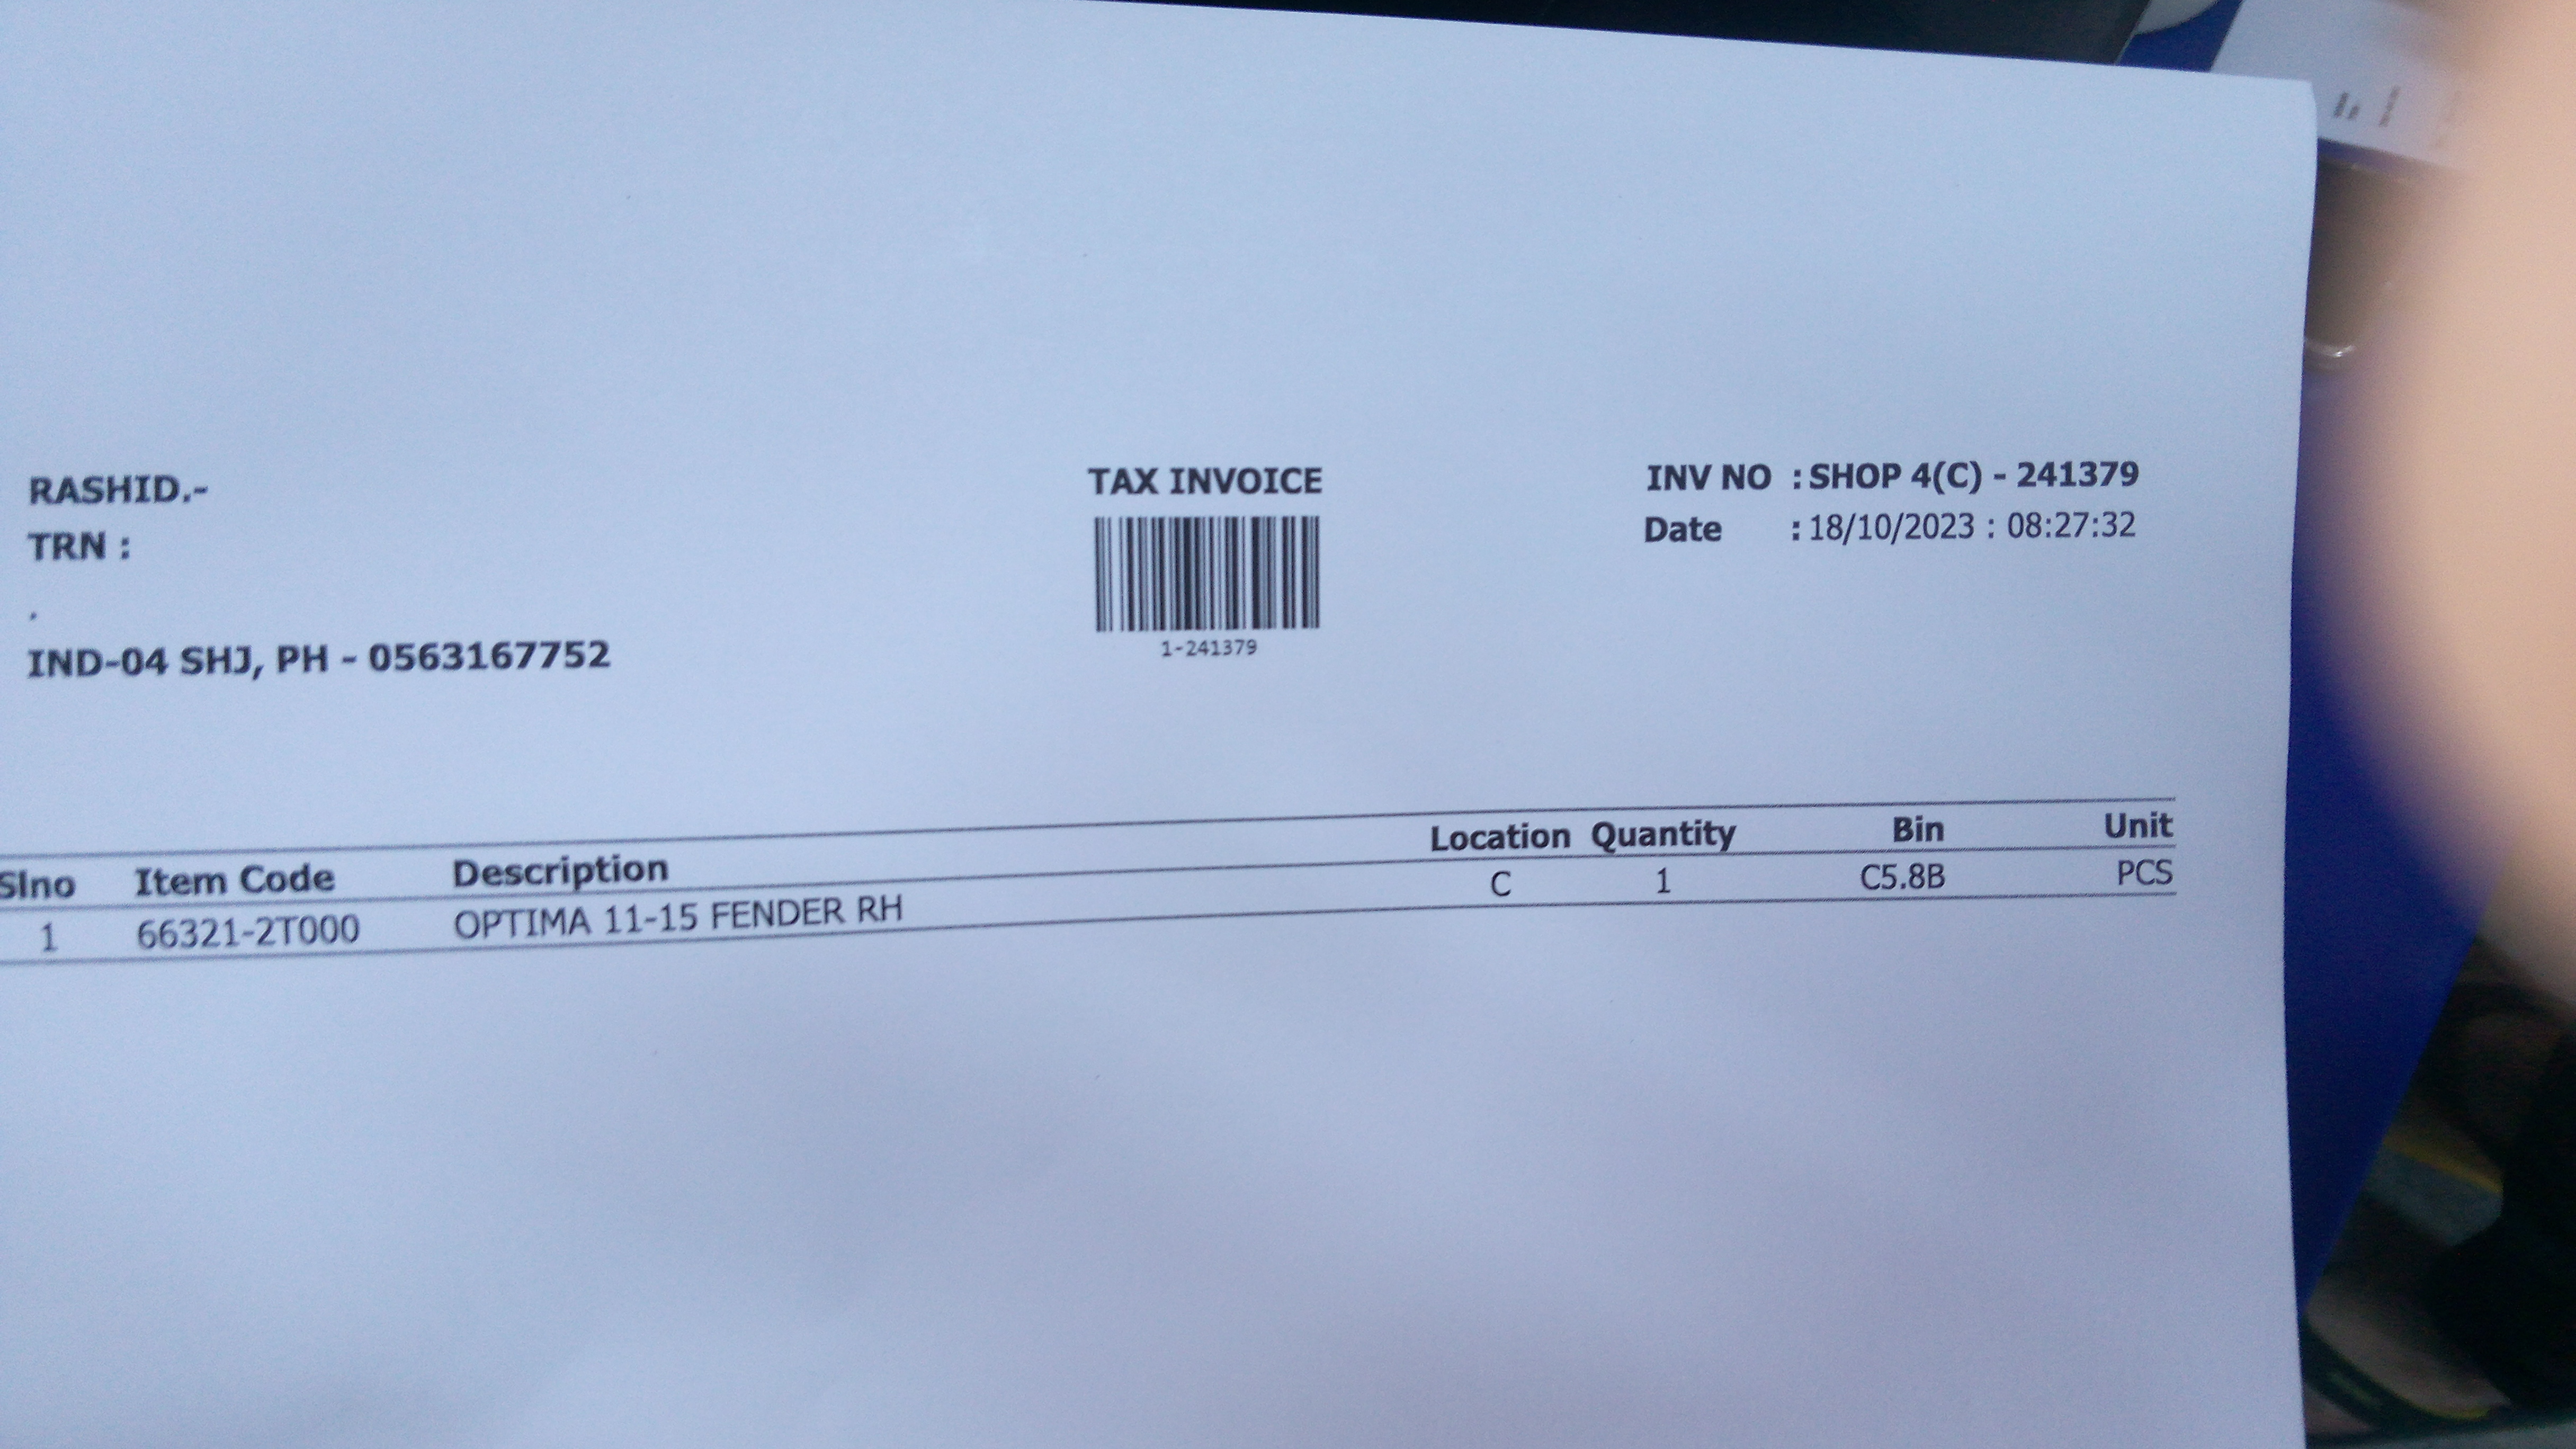 RASHID.-
TRN :
.
IND-04 SHJ, PH - 0563167752
TAX INVOICE
1-241379
INV NO : SHOP 4(C) - 241379
Date : 18/10/2023 : 08:27:32
Slno Item Code Description Location Quantity Bin Unit
1 66321-2T000 OPTIMA 11-15 FENDER RH C 1 C5.8B PCS